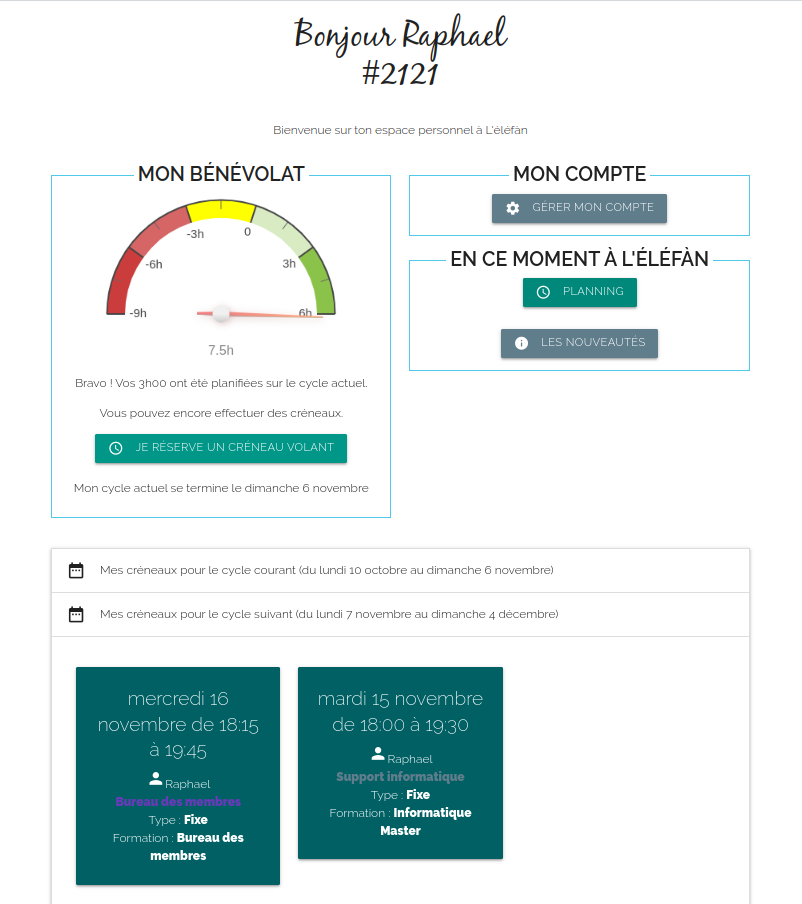 Bonjour Raphael
#2121
Bienvenue sur ton espace personnel à L'éléfàn
MON BÉNÉVOLAT
-9h
-6h
-3h
0
3h
6h
7.5h
Bravo ! Vos 3h00 ont été planifiées sur le cycle actuel.
Vous pouvez encore effectuer des créneaux.
JE RÉSERVE UN CRÉNEAU VOLANT
Mon cycle actuel se termine le dimanche 6 novembre
MON COMPTE
GÉRER MON COMPTE
EN CE MOMENT À L'ÉLÉFÀN
PLANNING
LES NOUVEAUTÉS
Mes créneaux pour le cycle courant (du lundi 10 octobre au dimanche 6 novembre)
Mes créneaux pour le cycle suivant (du lundi 7 novembre au dimanche 4 décembre)
mercredi 16
novembre de 18:15
à 19:45
Raphael
Bureau des membres
Type : Fixe
Formation : Bureau des
membres
mardi 15 novembre
de 18:00 à 19:30
Raphael
Support informatique
Type : Fixe
Formation : Informatique
Master